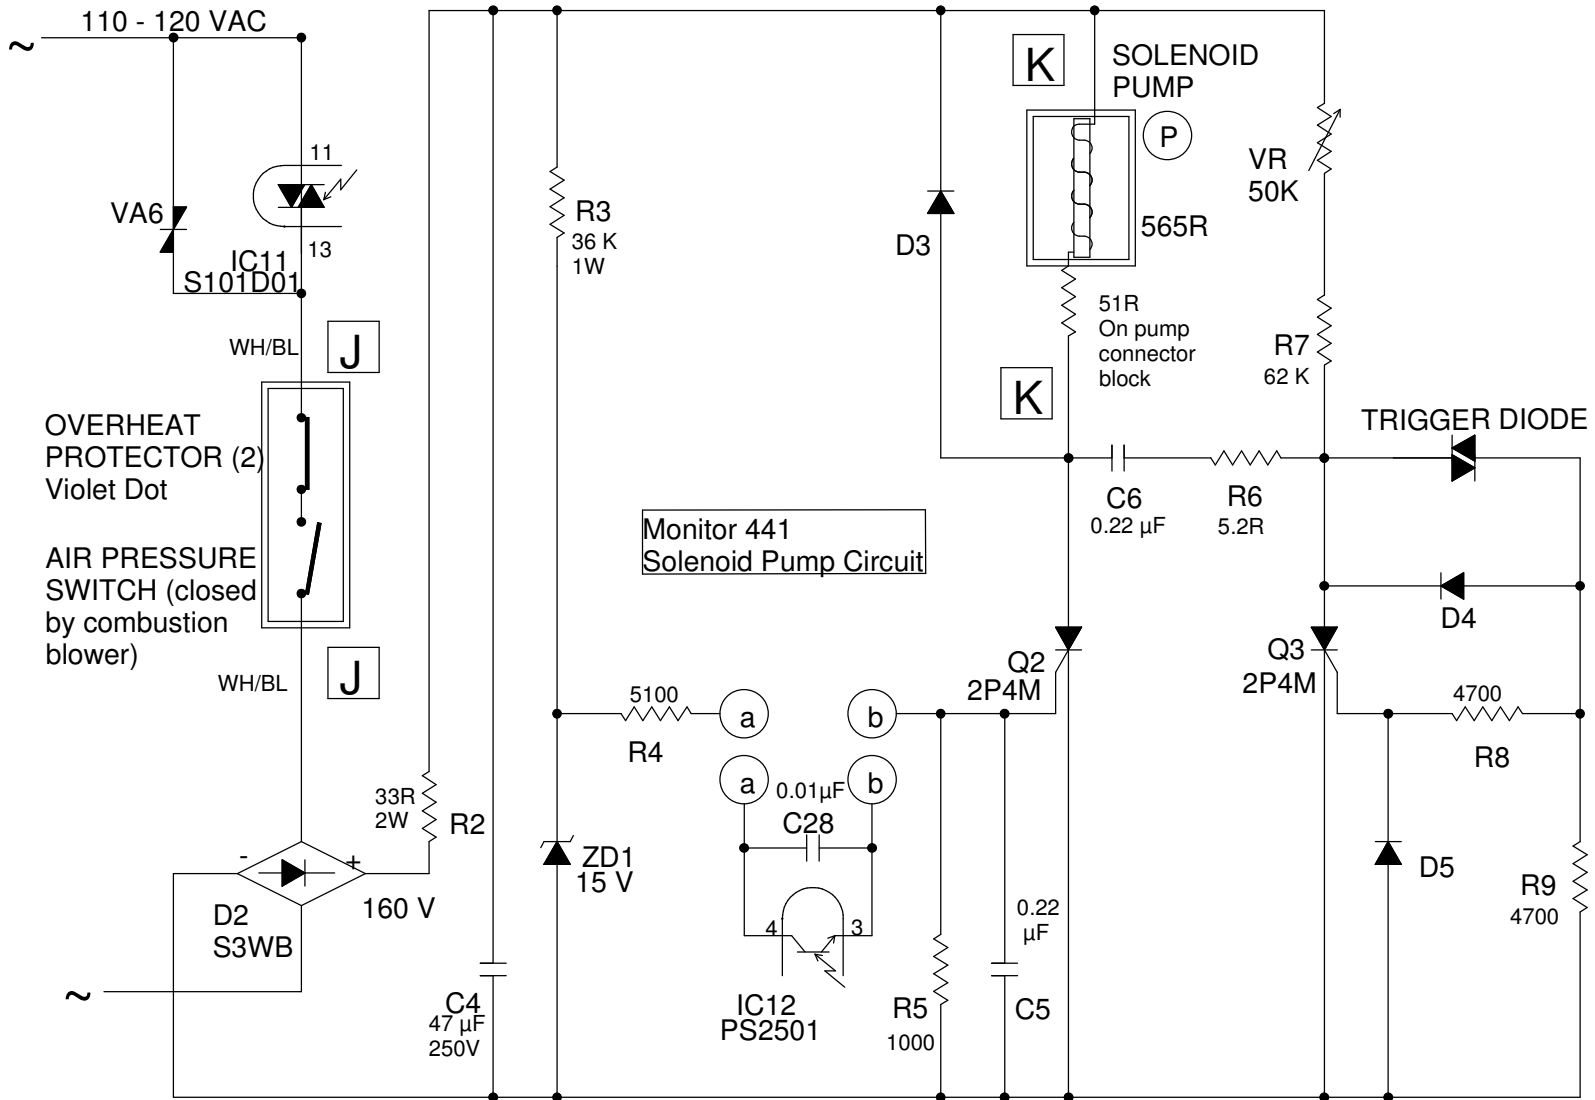 110 - 120 VAC
~
K
SOLENOID
PUMP
P
11
VA6
13
IC11
S101D01
R3
36 K
1W
D3
565R
VR
50K
WH/BL
J
51R
On pump
connector
block
R7
62 K
K
OVERHEAT
PROTECTOR (2)
Violet Dot
TRIGGER DIODE
C6
0.22 µF
R6
5.2R
Monitor 441
Solenoid Pump Circuit
AIR PRESSURE
SWITCH (closed
by combustion
blower)
D4
WH/BL
J
Q2
2P4M
Q3
2P4M
5100
R4
a
b
4700
R8
a
b
0.01µF
C28
33R
2W
R2
ZD1
15 V
-
+
160 V
D2
S3WB
4
3
0.22
µF
D5
R9
4700
~
C4
47 µF
250V
IC12
PS2501
R5
1000
C5